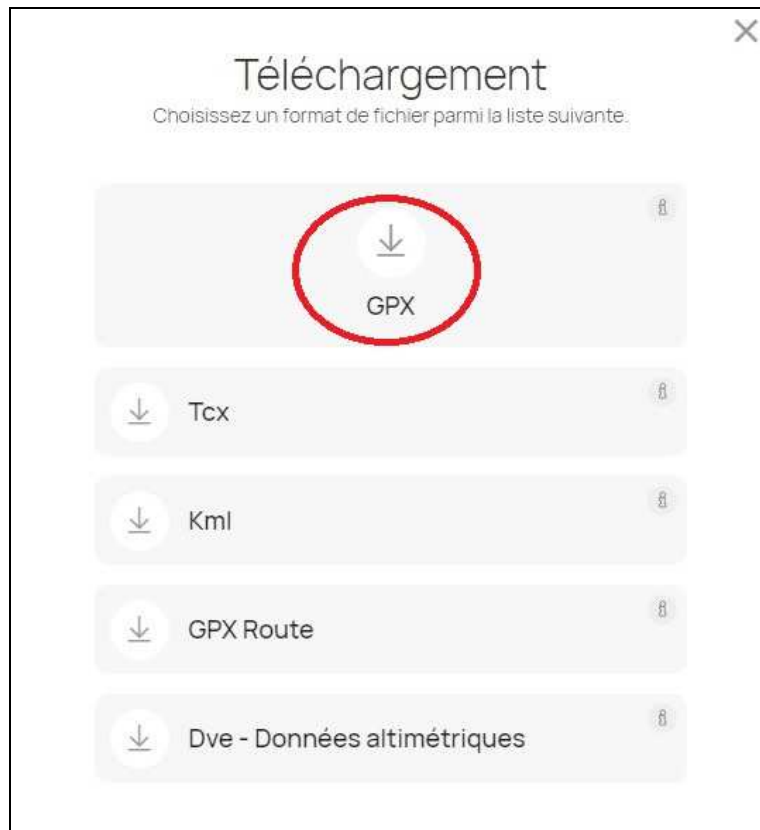 Téléchargement
Choisissez un format de fichier parmi la liste suivante.
GPX
Tcx
Kml
GPX Route
Dve - Données altimétriques